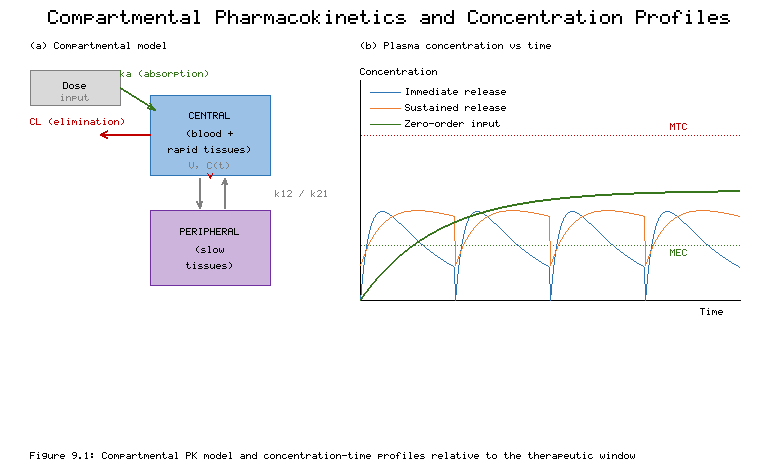 Compartmental Pharmacokinetics and Concentration Profiles
(a) Compartmental model
(b) Plasma concentration vs time
ka (absorption)
Dose
input
CL (elimination)
CENTRAL
(blood +
rapid tissues)
V, C(t)
k12 / k21
PERIPHERAL
(slow
tissues)
Concentration
Immediate release
Sustained release
Zero-order input
MTC
MEC
Time
Figure 9.1: Compartmental PK model and concentration-time profiles relative to the therapeutic window